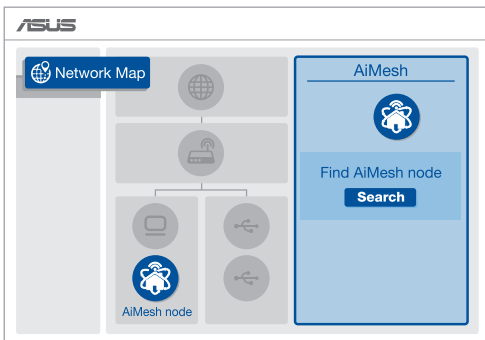 ASUS
Network Map
AiMesh
Find AiMesh node
Search
AiMesh node